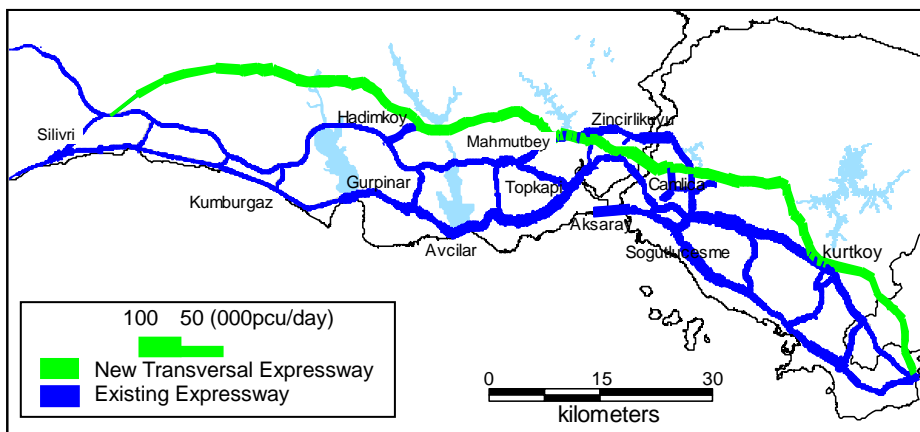 Zincirlikuyu
Hadimkoy
Silivri
Mahmutbey
Gurpinar
Topkapi
Camlica
Kumburgaz
Aksaray
Avcilar
Sogutlucesme
kurtkoy
100 50 (000pcu/day)
New Transversal Expressway
Existing Expressway
0 15 30
kilometers